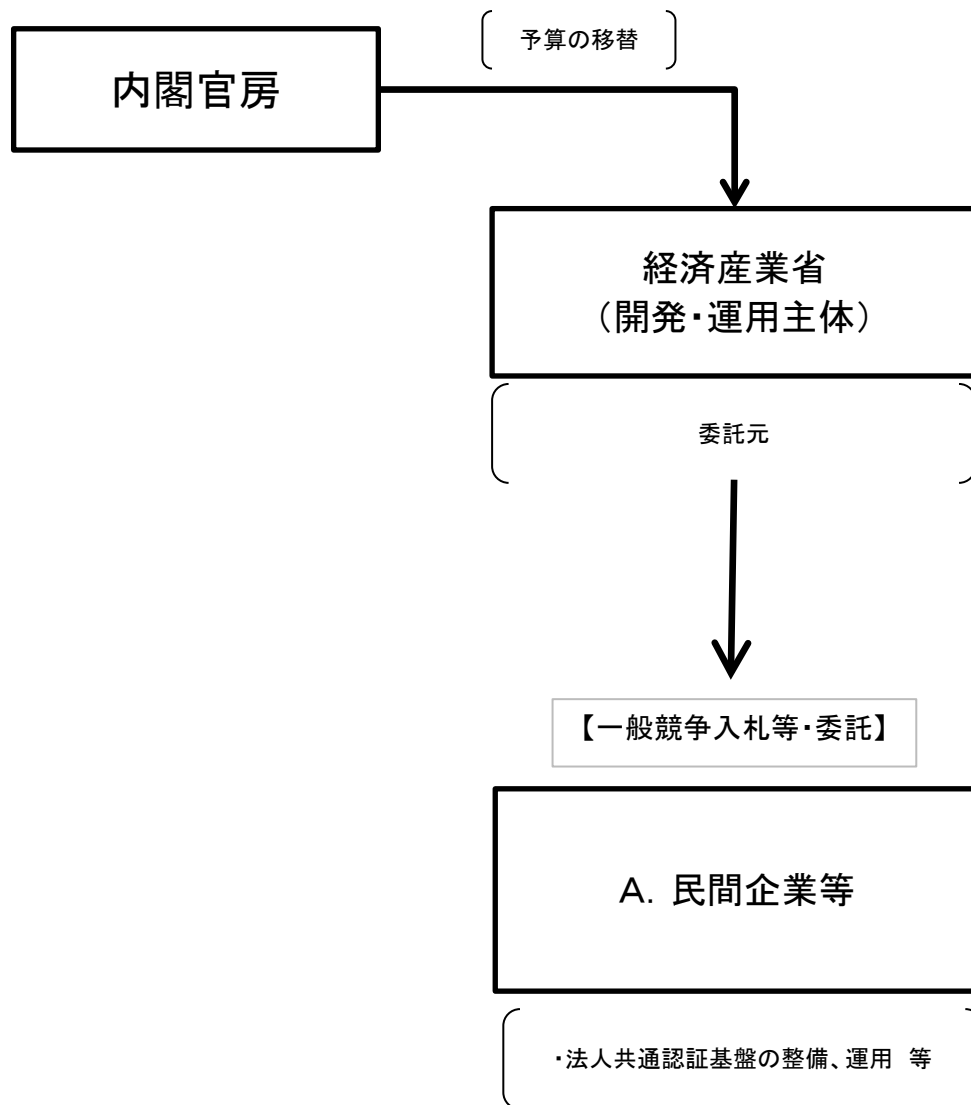 予算の移替
内閣官房
経済産業省
（開発・運用主体）
委託元
【一般競争入札等・委託】
A．民間企業等
・法人共通認証基盤の整備、運用　等